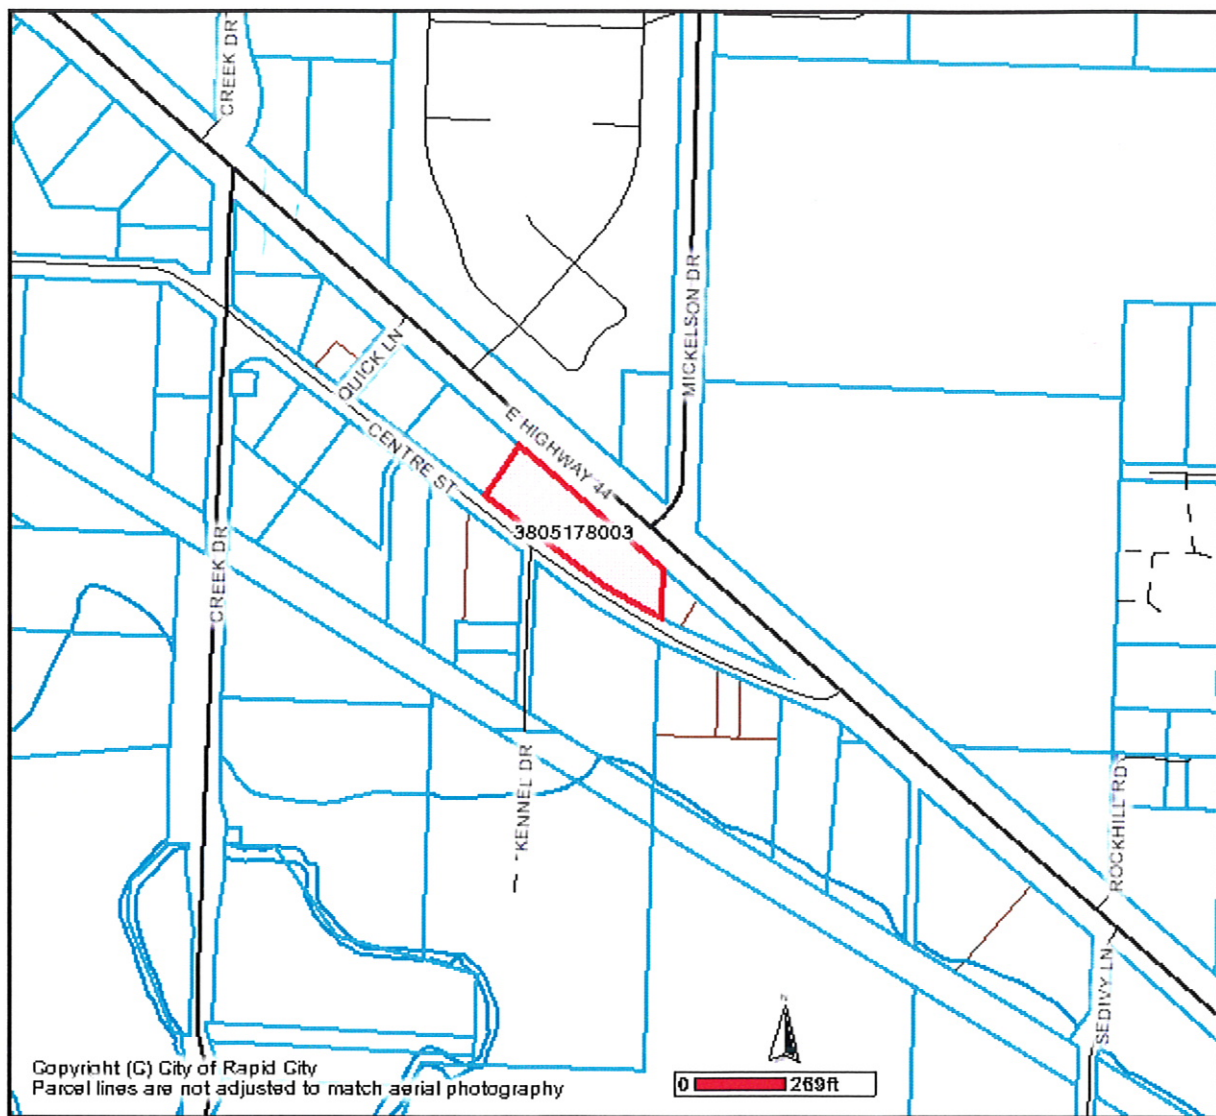 CREEK DR
MICKELSON DR
QUICK LN
E HIGHWAY 44
CENTRE ST
3805178003
CREEK DR
KENNEL DR
ROCKHILL RD
SEDIVY LN
Copyright (C) City of Rapid City
Parcel lines are not adjusted to match aerial photography
0 269ft